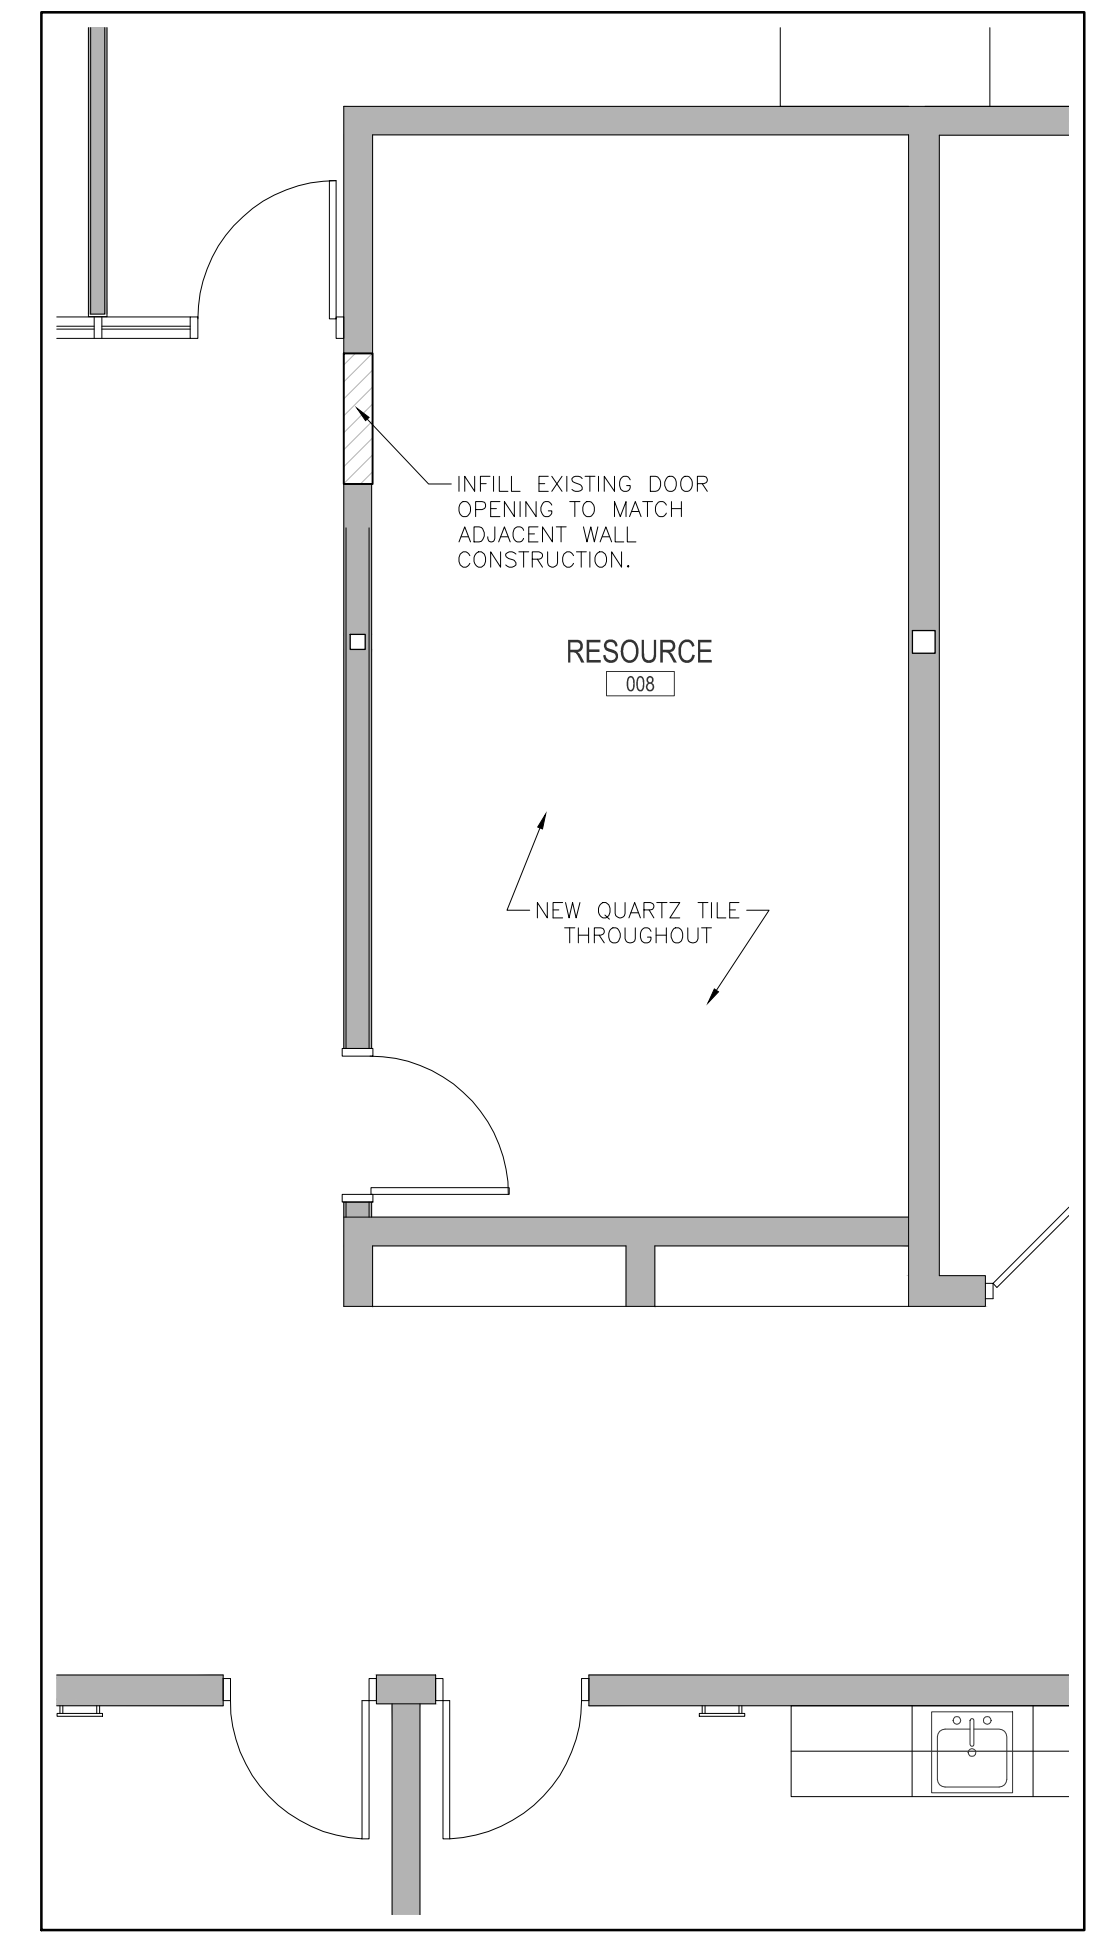 INFILL EXISTING DOOR
OPENING TO MATCH
ADJACENT WALL
CONSTRUCTION.
RESOURCE
008
NEW QUARTZ TILE
THROUGHOUT